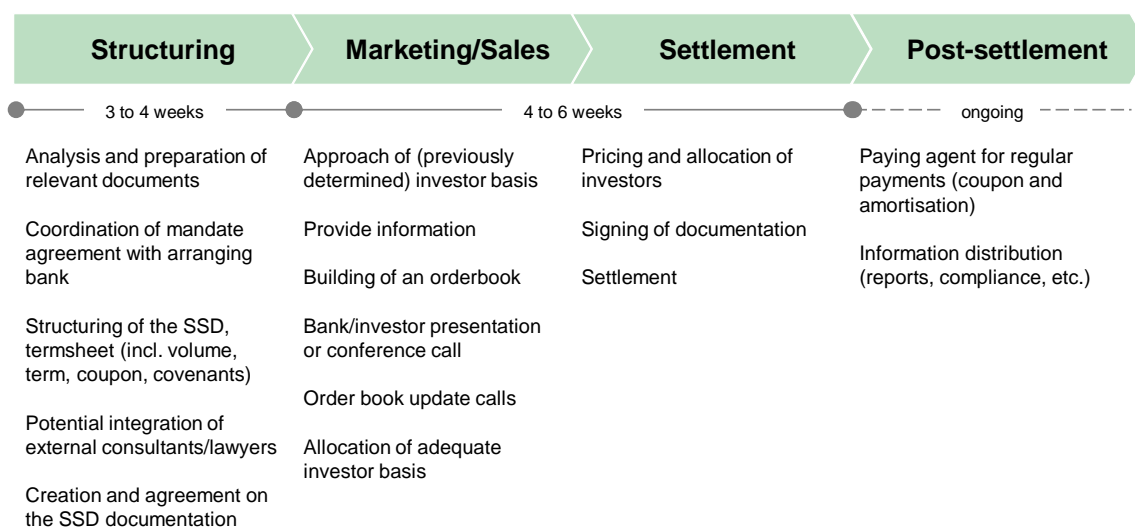 Structuring
Marketing/Sales
Settlement
Post-settlement
3 to 4 weeks
4 to 6 weeks
ongoing
Analysis and preparation of
relevant documents
Coordination of mandate
agreement with arranging
bank
Structuring of the SSD,
termsheet (incl. volume,
term, coupon, covenants)
Potential integration of
external consultants/lawyers
Creation and agreement on
the SSD documentation
Approach of (previously
determined) investor basis
Provide information
Building of an orderbook
Bank/investor presentation
or conference call
Order book update calls
Allocation of adequate
investor basis
Pricing and allocation of
investors
Signing of documentation
Settlement
Paying agent for regular
payments (coupon and
amortisation)
Information distribution
(reports, compliance, etc.)